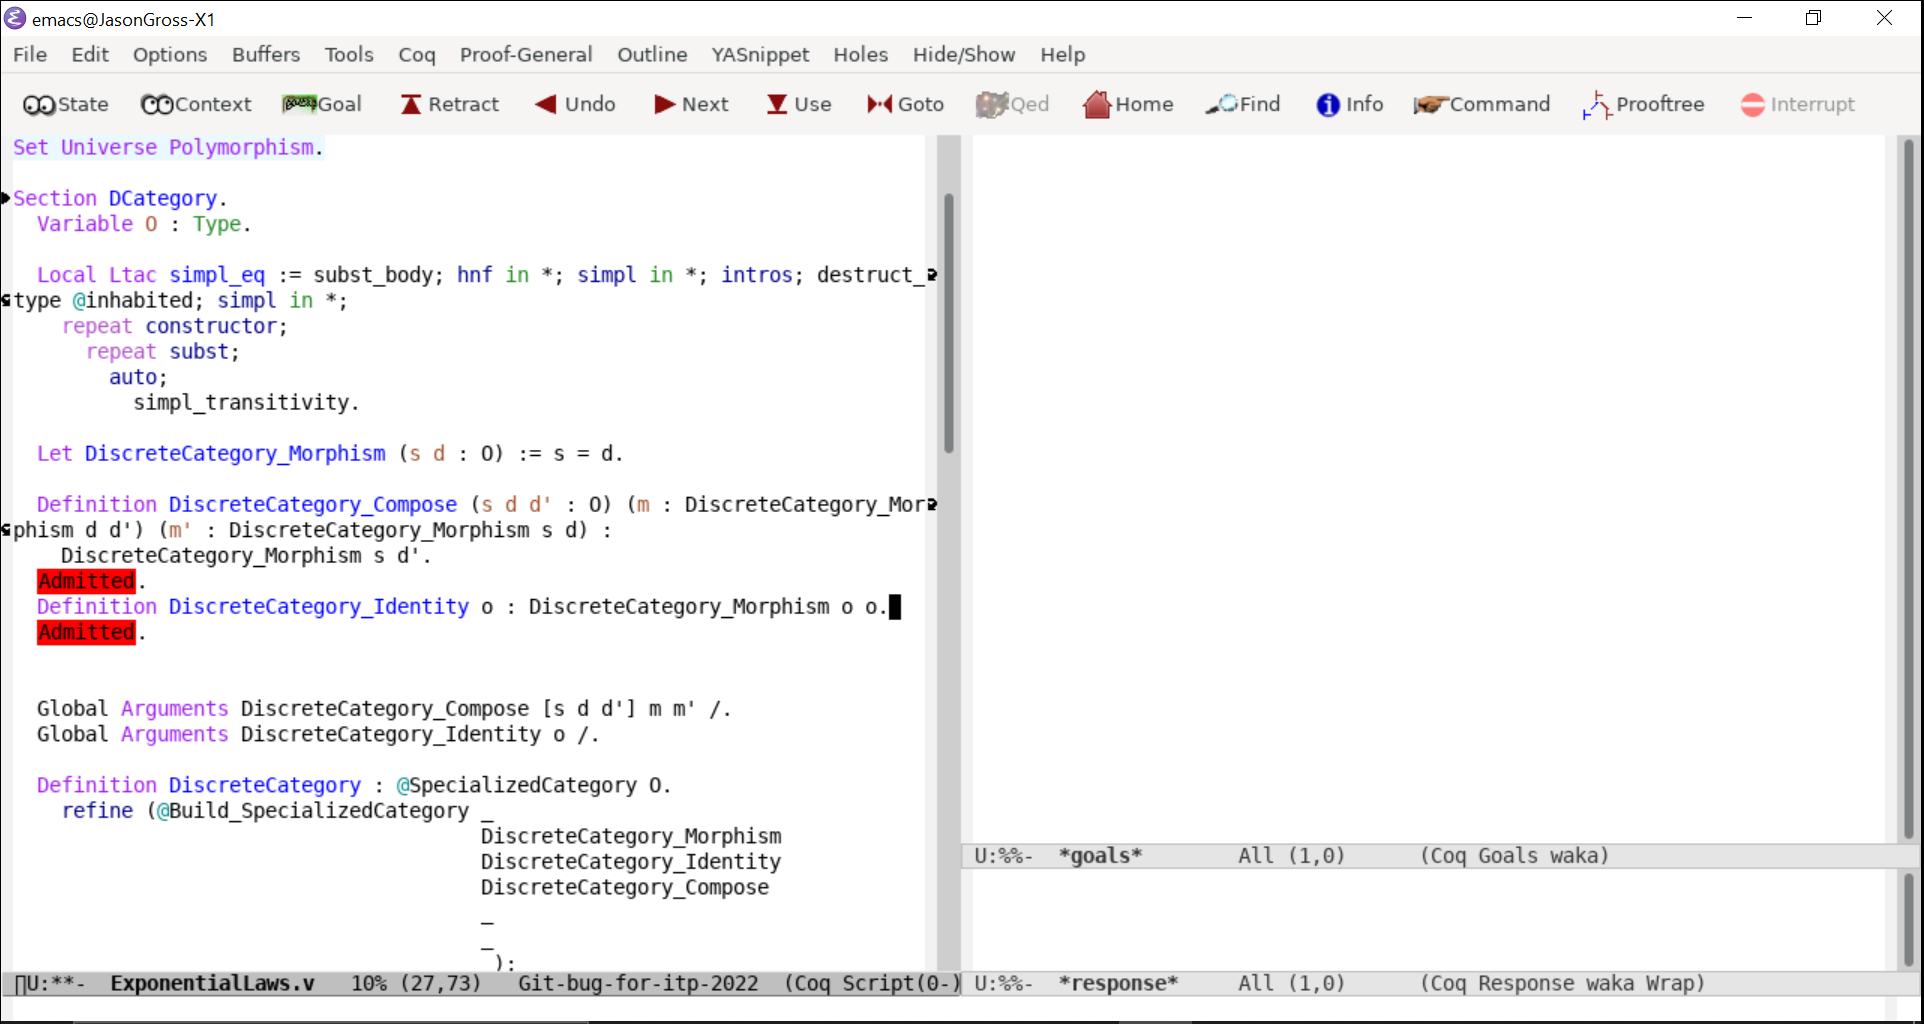 emacs@JasonGross-X1
File Edit Options Buffers Tools Coq Proof-General Outline YASnippet Holes Hide/Show Help
State Context Goal Retract Undo Next Use Goto Qed Home Find Info Command Prooftree Interrupt
Set Universe Polymorphism.
Section DCategory.
Variable O : Type.
Local Ltac simpl_eq := subst_body; hnf in *; simpl in *; intros; destruct_
type @inhabited; simpl in *;
repeat constructor;
repeat subst;
auto;
simpl_transitivity.
Let DiscreteCategory_Morphism (s d : O) := s = d.
Definition DiscreteCategory_Compose (s d d' : O) (m : DiscreteCategory_Mor
phism d d') (m' : DiscreteCategory_Morphism s d) :
DiscreteCategory_Morphism s d'.
Admitted.
Definition DiscreteCategory_Identity o : DiscreteCategory_Morphism o o.
Admitted.
Global Arguments DiscreteCategory_Compose [s d d'] m m' /.
Global Arguments DiscreteCategory_Identity o /.
Definition DiscreteCategory : @SpecializedCategory O.
refine (@Build_SpecializedCategory _
DiscreteCategory_Morphism
DiscreteCategory_Identity
DiscreteCategory_Compose
_
_
);
U:**- ExponentialLaws.v 10% (27,73) Git-bug-for-itp-2022 (Coq Script(0-)
U:%%- *goals* All (1,0) (Coq Goals waka)
U:%%- *response* All (1,0) (Coq Response waka Wrap)